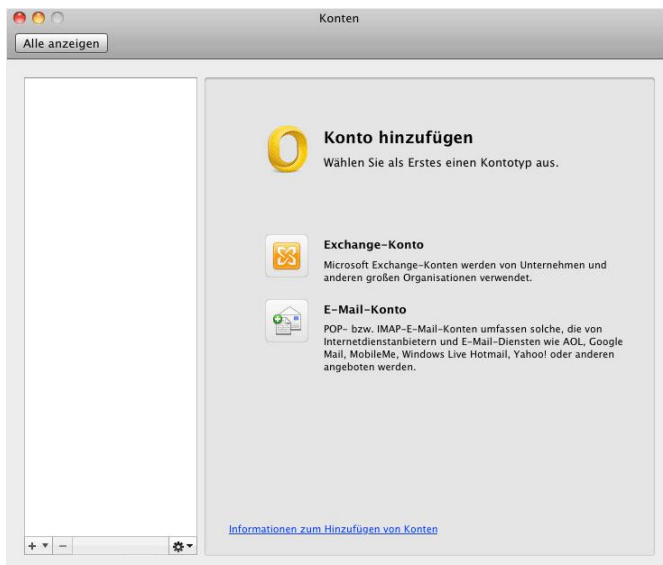 Konten
Alle anzeigen
Konto hinzufügen
Wählen Sie als Erstes einen Kontotyp aus.
Exchange-Konto
Microsoft Exchange-Konten werden von Unternehmen und
anderen großen Organisationen verwendet.
E-Mail-Konto
POP- bzw. IMAP-E-Mail-Konten umfassen solche, die von
Internetdienstanbietern und E-Mail-Diensten wie AOL, Google
Mail, MobileMe, Windows Live Hotmail, Yahoo! oder anderen
angeboten werden.
Informationen zum Hinzufügen von Konten